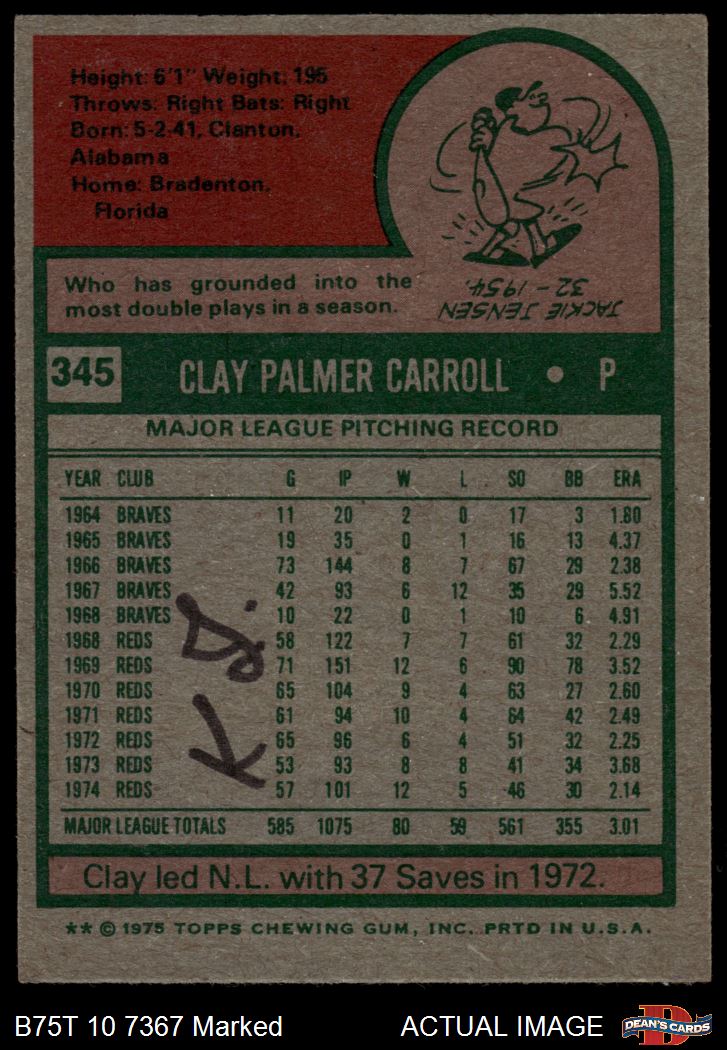 Height: 6'1" Weight: 195
Throws: Right Bats: Right
Born: 5-2-41, Clanton,
Alabama
Home: Bradenton,
Florida
Who has grounded into the
most double plays in a season.
JACKIE JENSEN
32 - 1954.
345 CLAY PALMER CARROLL • P
MAJOR LEAGUE PITCHING RECORD
YEAR CLUB G IP W L SO BB ERA
1964 BRAVES 11 20 2 0 17 3 1.80
1965 BRAVES 19 35 0 1 16 13 4.37
1966 BRAVES 73 144 8 7 67 29 2.38
1967 BRAVES 42 93 6 12 35 29 5.52
1968 BRAVES 10 22 0 1 10 6 4.91
1968 REDS 58 122 7 7 61 32 2.29
1969 REDS 71 151 12 6 90 78 3.52
1970 REDS 65 104 9 4 63 27 2.60
1971 REDS 61 94 10 4 64 42 2.49
1972 REDS 65 96 6 4 51 32 2.25
1973 REDS 53 93 8 8 41 34 3.68
1974 REDS 57 101 12 5 46 30 2.14
MAJOR LEAGUE TOTALS 585 1075 80 59 561 355 3.01
Clay led N.L. with 37 Saves in 1972.
** © 1975 TOPPS CHEWING GUM, INC. PRTD IN U.S.A.
B75T 10 7367 Marked
ACTUAL IMAGE
DEAN'S CARDS